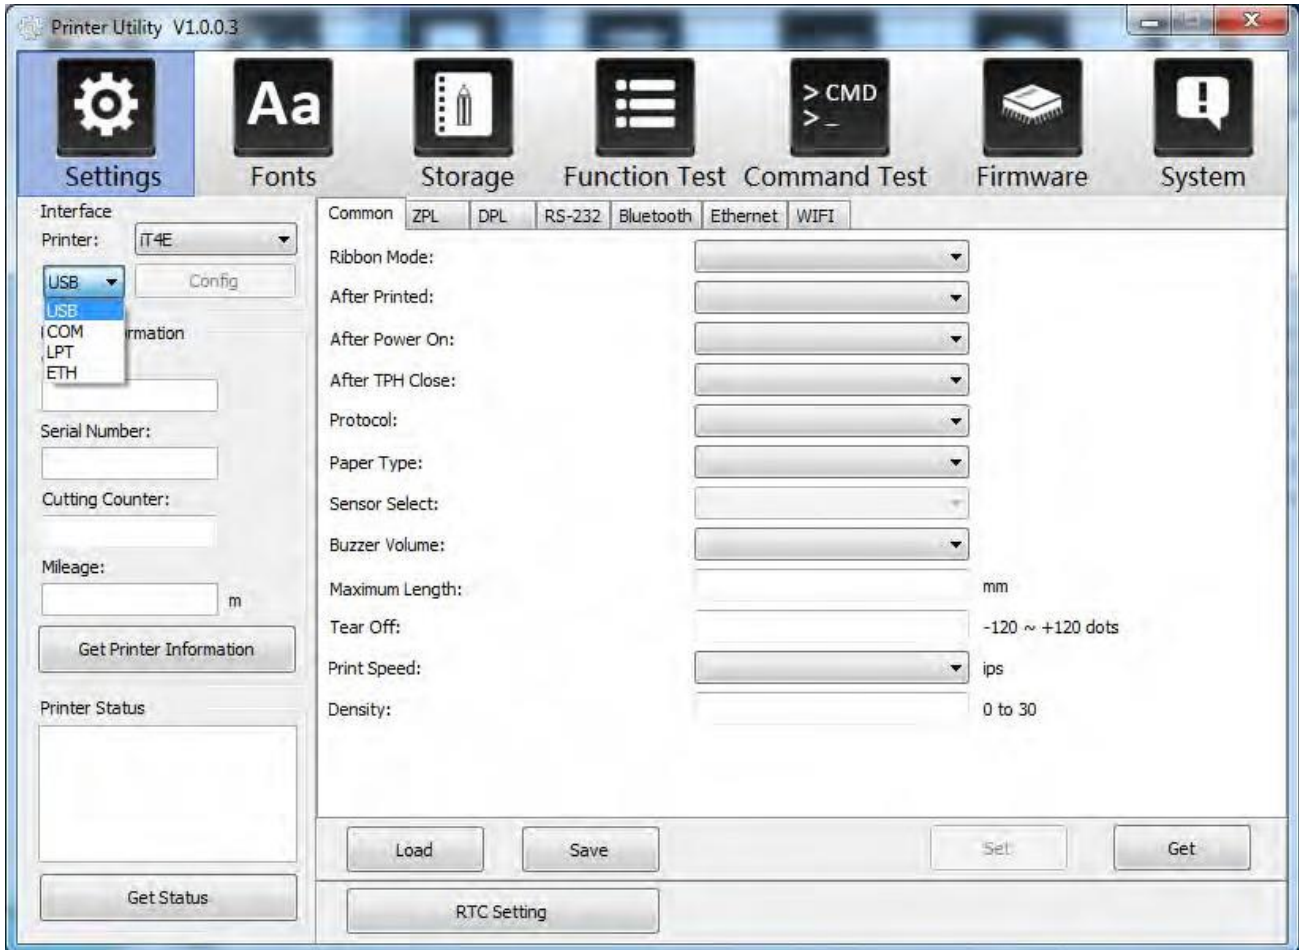 Printer Utility V1.0.0.3
Aa
> CMD
>_
Settings Fonts Storage Function Test Command Test Firmware System
Interface
Printer: iT4E
USB Config
USB
COM
LPT
ETH
rmation
Serial Number:
Cutting Counter:
Mileage:
m
Get Printer Information
Printer Status
Get Status
Common ZPL DPL RS-232 Bluetooth Ethernet WIFI
Ribbon Mode:
After Printed:
After Power On:
After TPH Close:
Protocol:
Paper Type:
Sensor Select:
Buzzer Volume:
Maximum Length: mm
Tear Off: -120 ~ +120 dots
Print Speed: ips
Density: 0 to 30
Load Save Set Get
RTC Setting